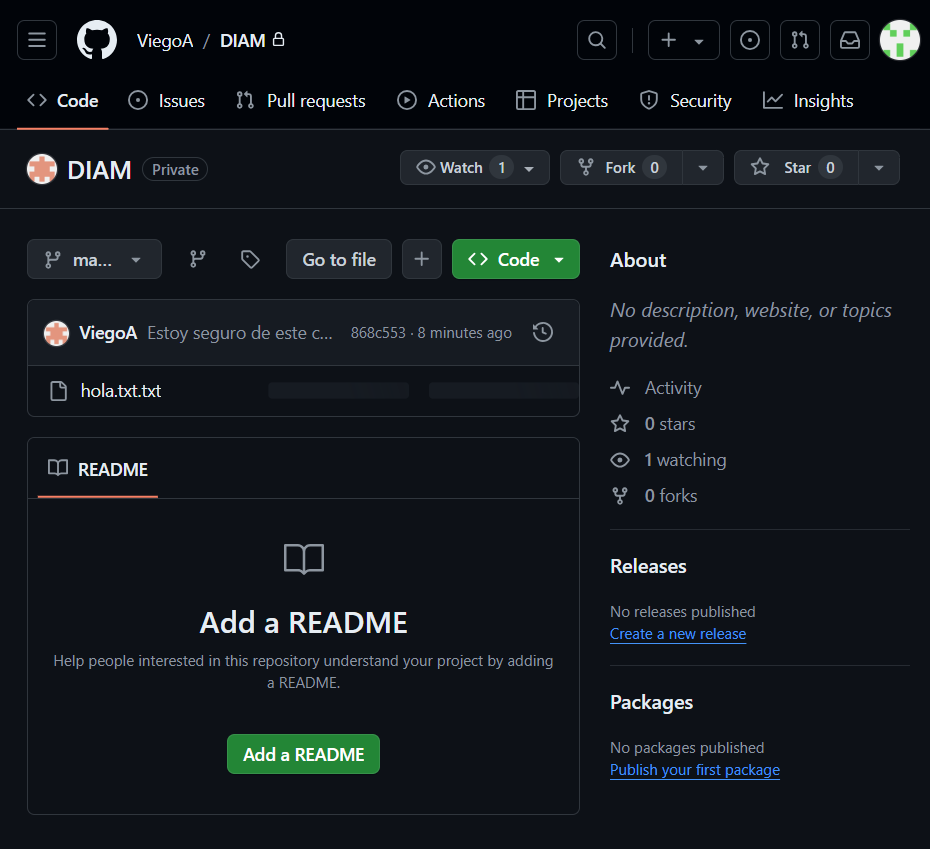 ViegoA / DIAM
Code Issues Pull requests Actions Projects Security Insights
DIAM Private Watch 1 Fork 0 Star 0
ma... Go to file Code
ViegoA Estoy seguro de este c... 868c553 · 8 minutes ago
hola.txt.txt
README
Add a README
Help people interested in this repository understand your project by adding
a README.
Add a README
About
No description, website, or topics
provided.
Activity
0 stars
1 watching
0 forks
Releases
No releases published
Create a new release
Packages
No packages published
Publish your first package